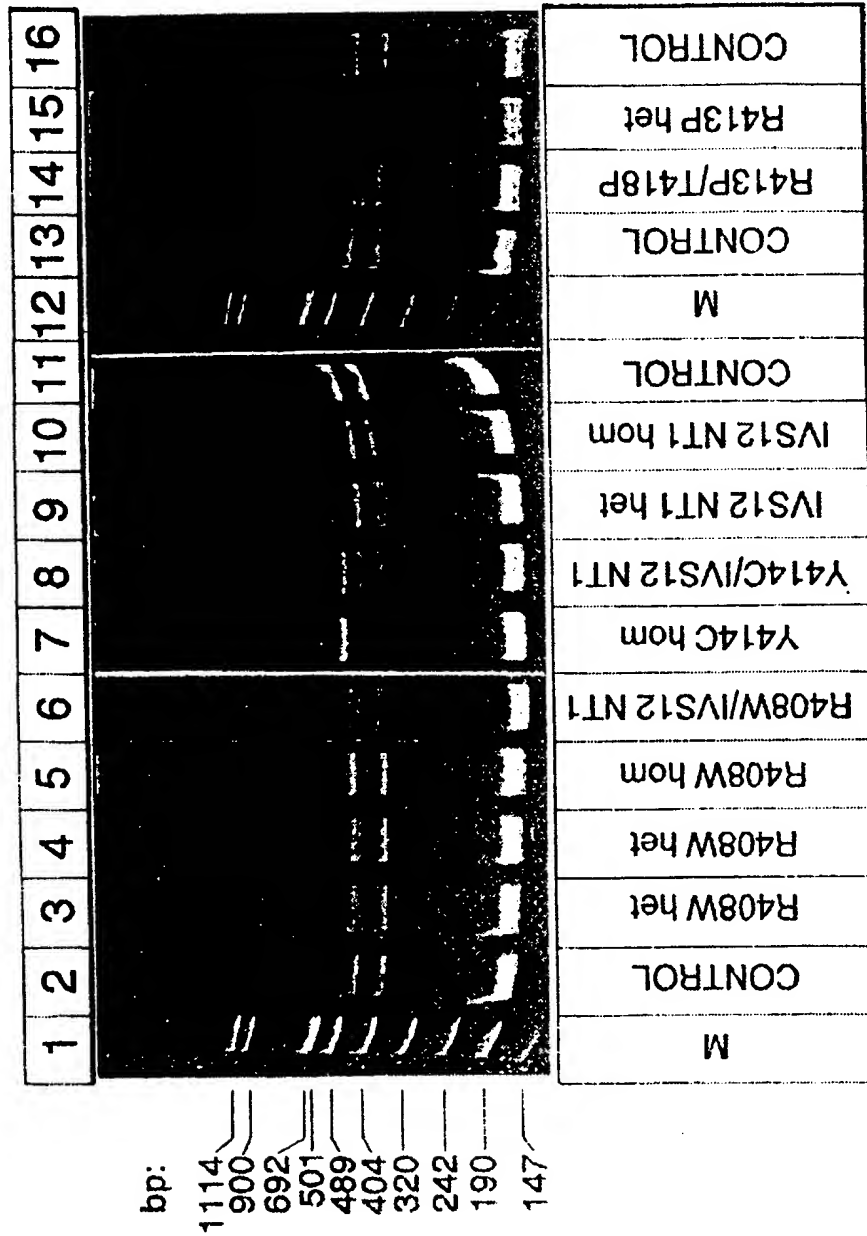 bp:
1114
900
692
501
489
404
320
242
190
147
1 2 3 4 5 6 7 8 9 10 11 12 13 14 15 16
M
CONTROL
R408W het
R408W het
R408W hom
R408W/IVS12 NT1
Y414C hom
Y414C/IVS12 NT1
IVS12 NT1 het
IVS12 NT1 hom
CONTROL
M
CONTROL
R413P/T418P
R413P het
CONTROL